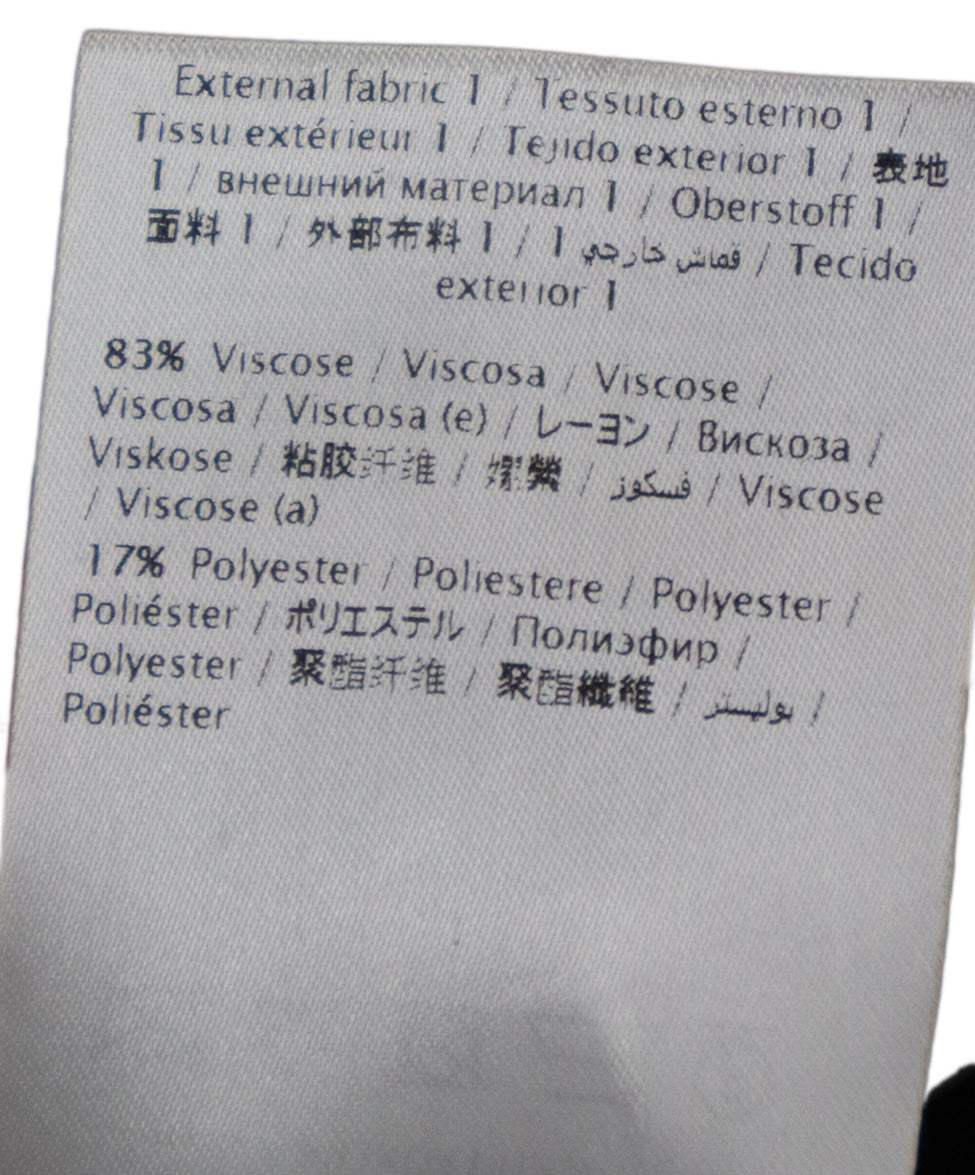 External fabric 1 / Tessuto esterno 1 /
Tissu extérieur 1 / Tejido exterior 1 / 表地
1 / внешний материал 1 / Oberstoff 1 /
面料 1 / 外部布料 1 / قماش خارجي 1 / Tecido
exterior 1
83% Viscose / Viscosa / Viscose /
Viscosa / Viscosa (e) / レーヨン / Вискоза /
Viskose / 粘胶纤维 / 嫘縈 / فسكوز / Viscose
/ Viscose (a)
17% Polyester / Poliestere / Polyester /
Poliéster / ポリエステル / Полиэфир /
Polyester / 聚酯纤维 / 聚酯纖維 / بوليستر /
Poliéster